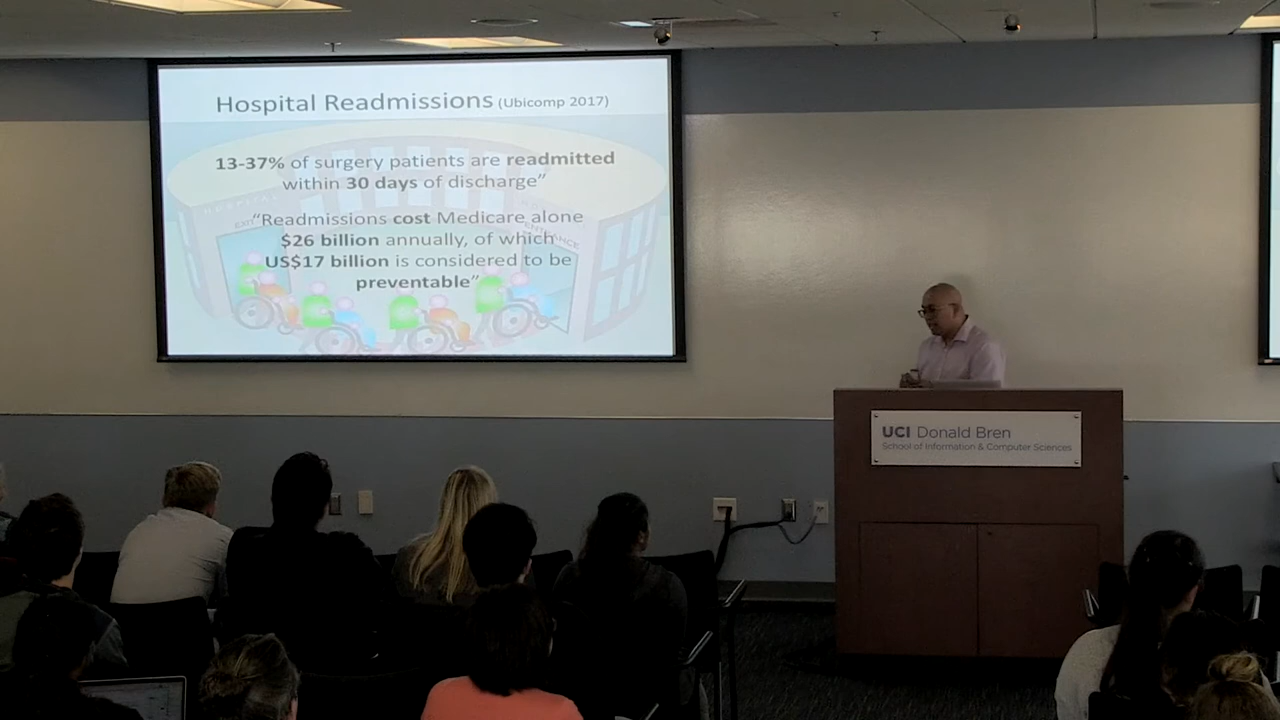 Hospital Readmissions (Ubicomp 2017)
13-37% of surgery patients are readmitted
within 30 days of discharge”
“Readmissions cost Medicare alone
$26 billion annually, of which
US$17 billion is considered to be
preventable”
EXIT
ENTRANCE
UCI Donald Bren
School of Information & Computer Sciences